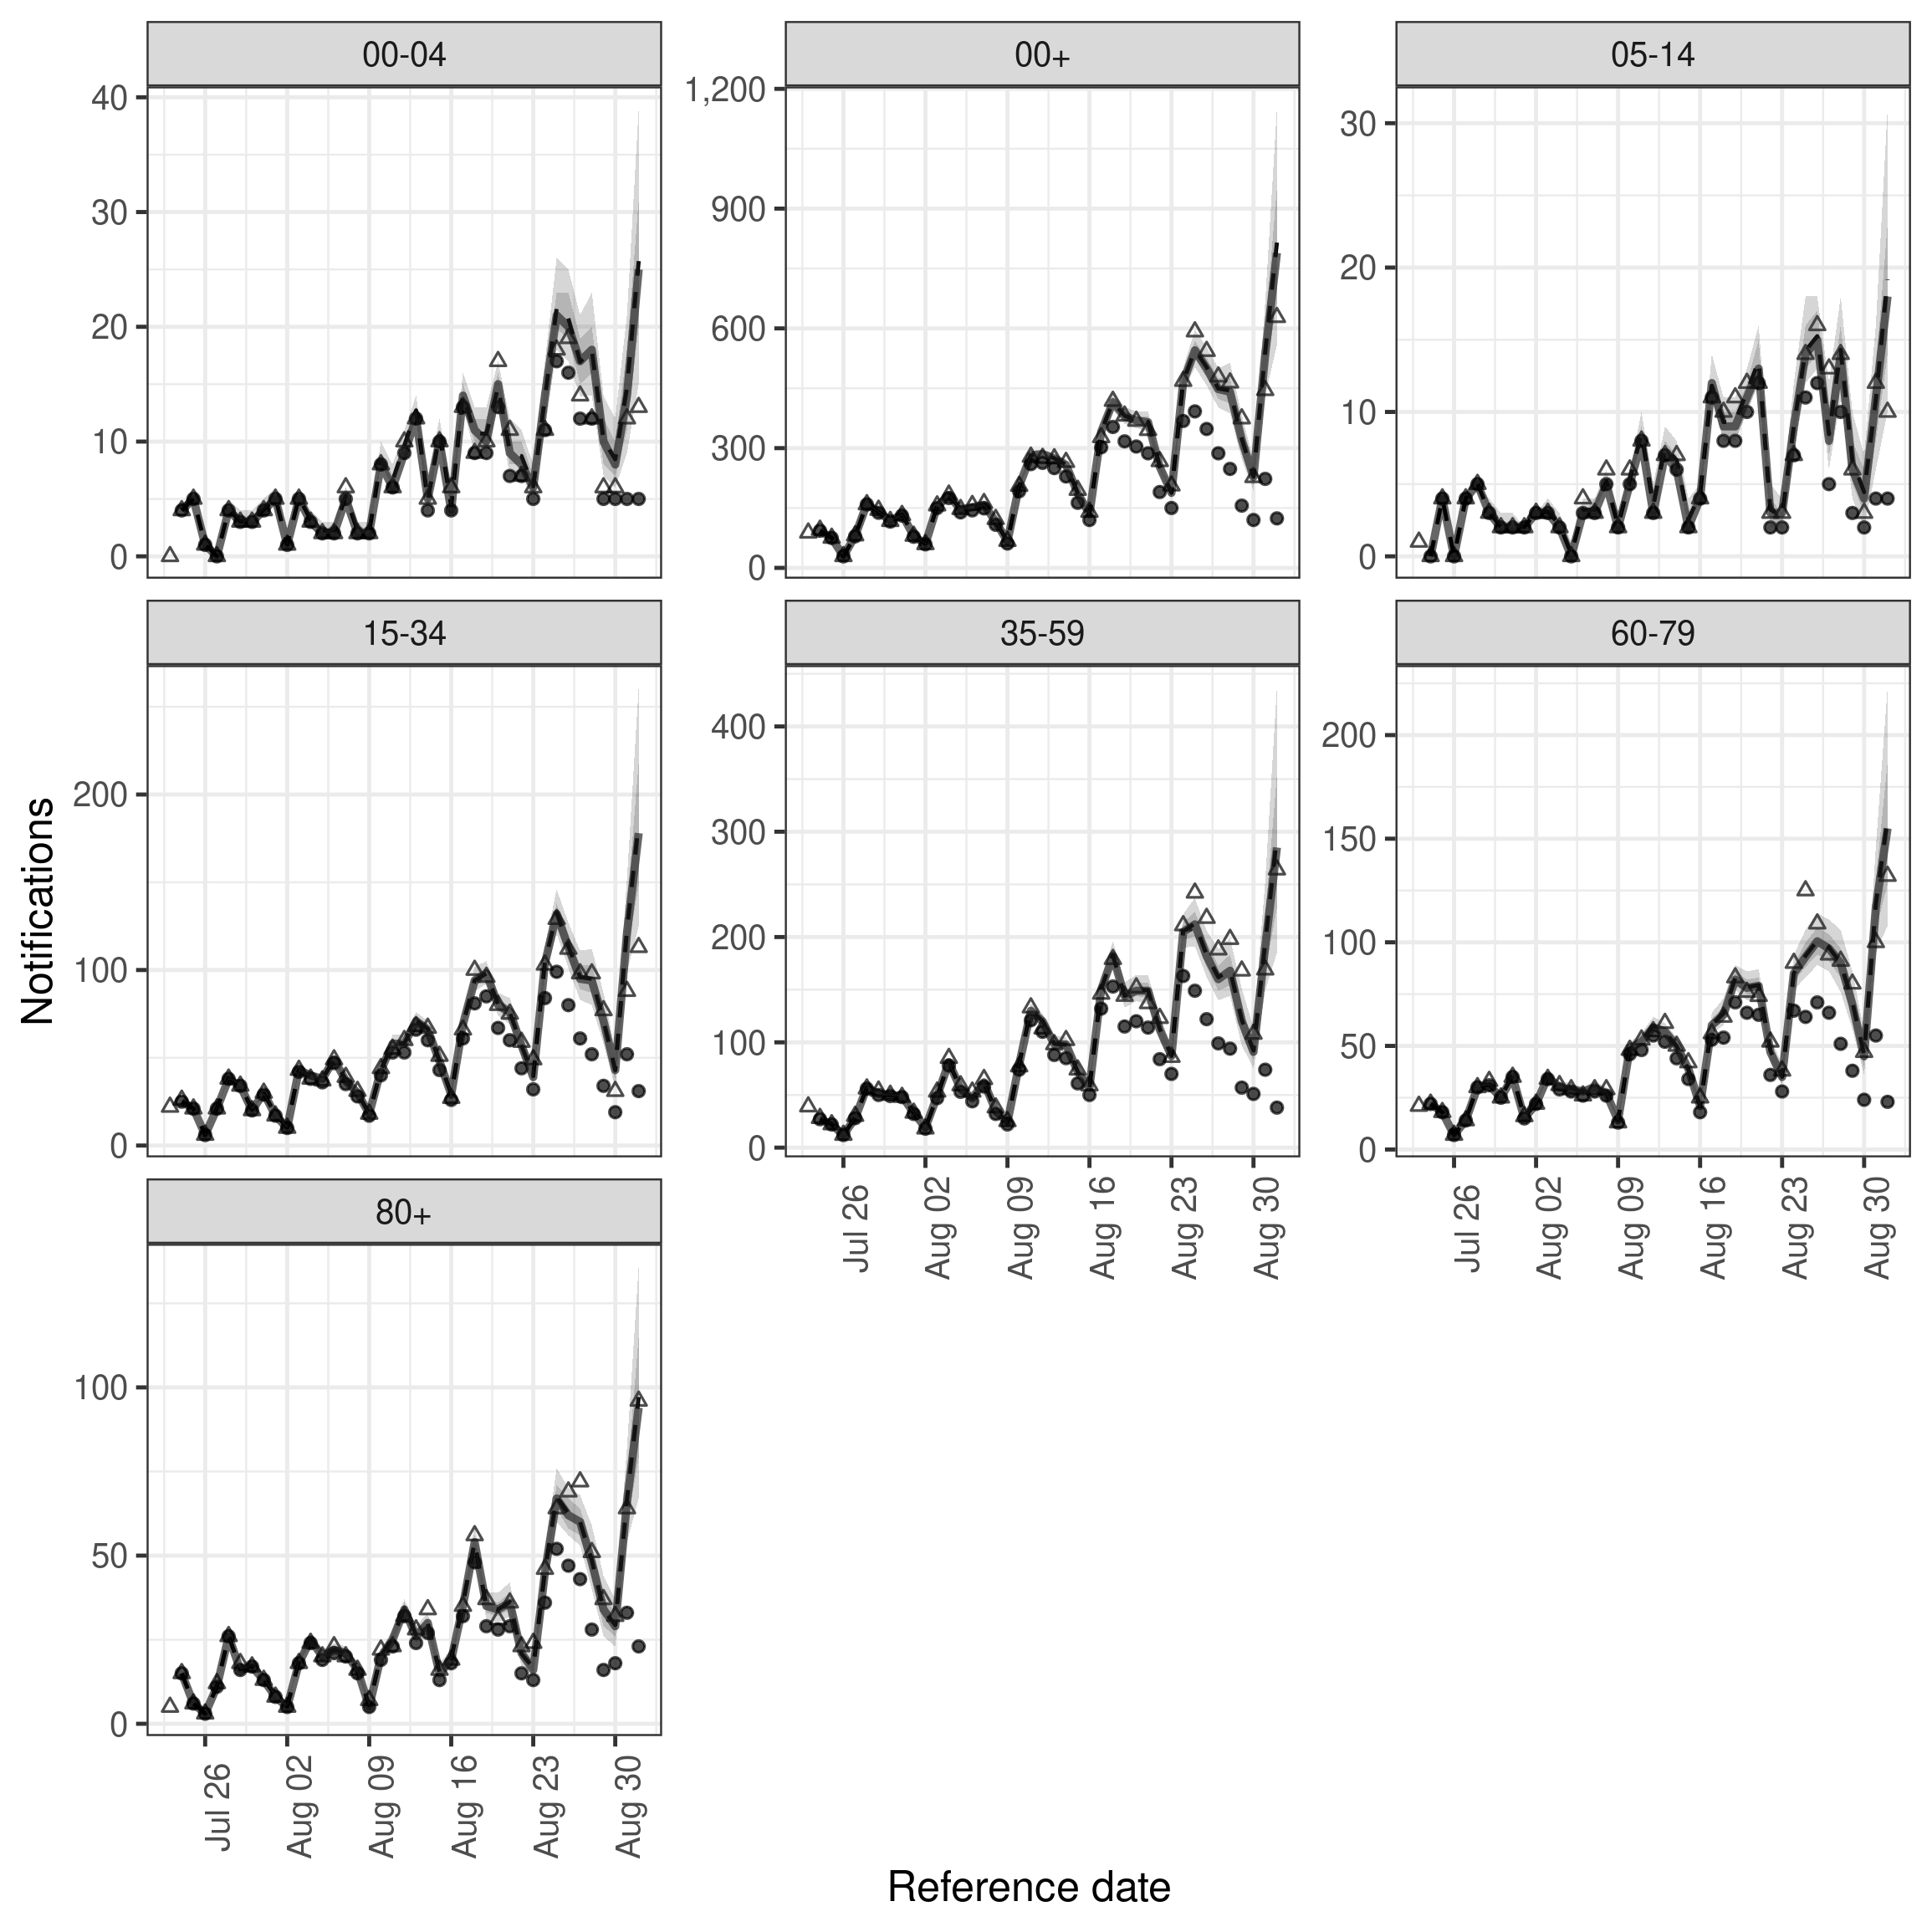 00-04
00+
05-14
40
30
20
10
0
1,200
900
600
300
0
30
20
10
0
15-34
35-59
60-79
200
100
0
400
300
200
100
0
200
150
100
50
0
Jul 26
Aug 02
Aug 09
Aug 16
Aug 23
Aug 30
Jul 26
Aug 02
Aug 09
Aug 16
Aug 23
Aug 30
80+
100
50
0
Jul 26
Aug 02
Aug 09
Aug 16
Aug 23
Aug 30
Notifications
Reference date